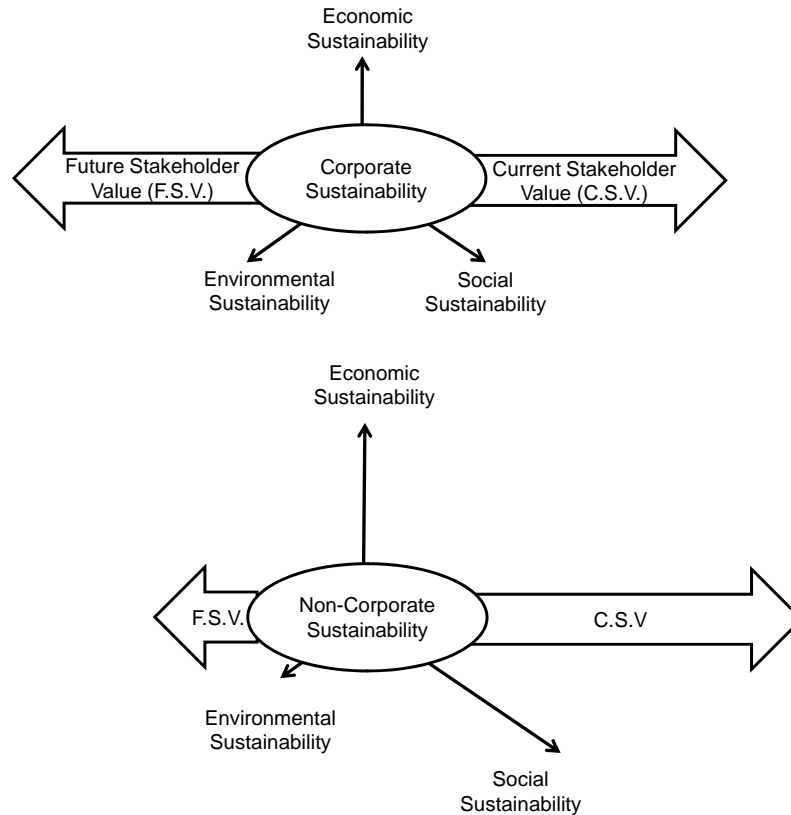 Economic
Sustainability
Future Stakeholder
Value (F.S.V.)
Corporate
Sustainability
Current Stakeholder
Value (C.S.V.)
Environmental
Sustainability
Social
Sustainability
Economic
Sustainability
F.S.V.
Non-Corporate
Sustainability
C.S.V
Environmental
Sustainability
Social
Sustainability